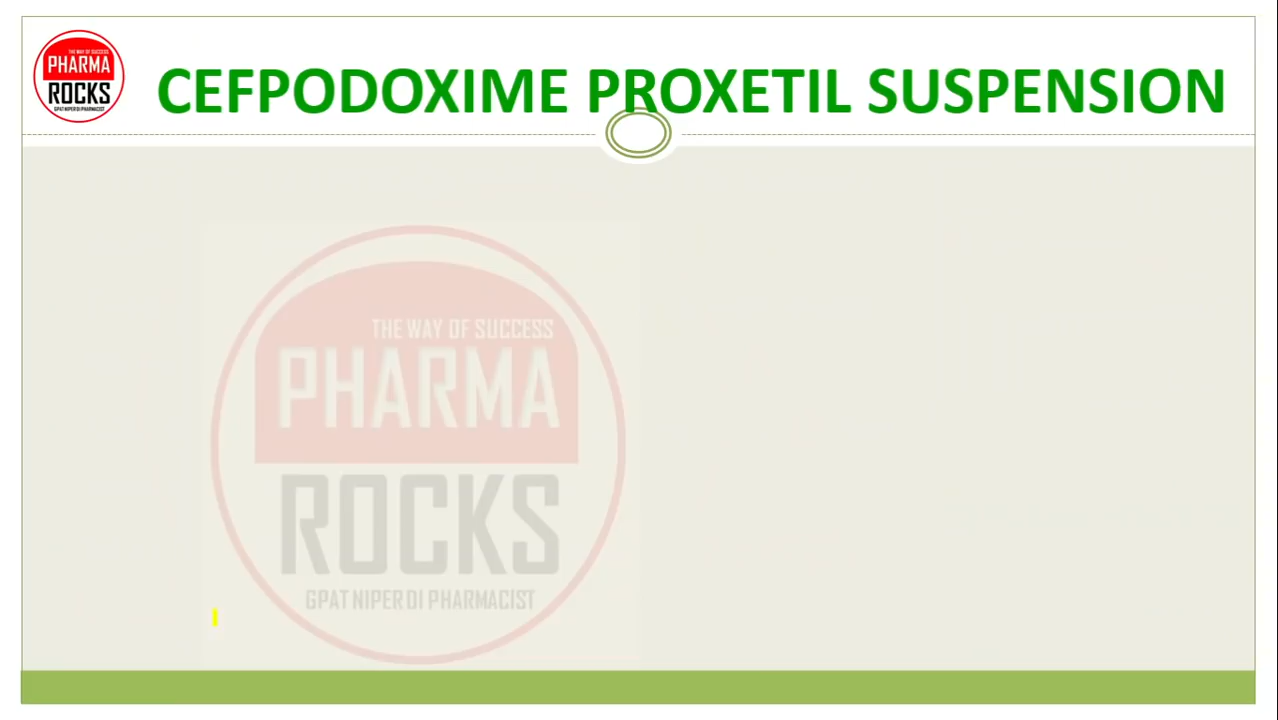 THE WAY OF SUCCESS
PHARMA
ROCKS
GPAT NIPER DI PHARMACIST
CEFPODOXIME PROXETIL SUSPENSION
THE WAY OF SUCCESS
PHARMA
ROCKS
GPAT NIPER DI PHARMACIST